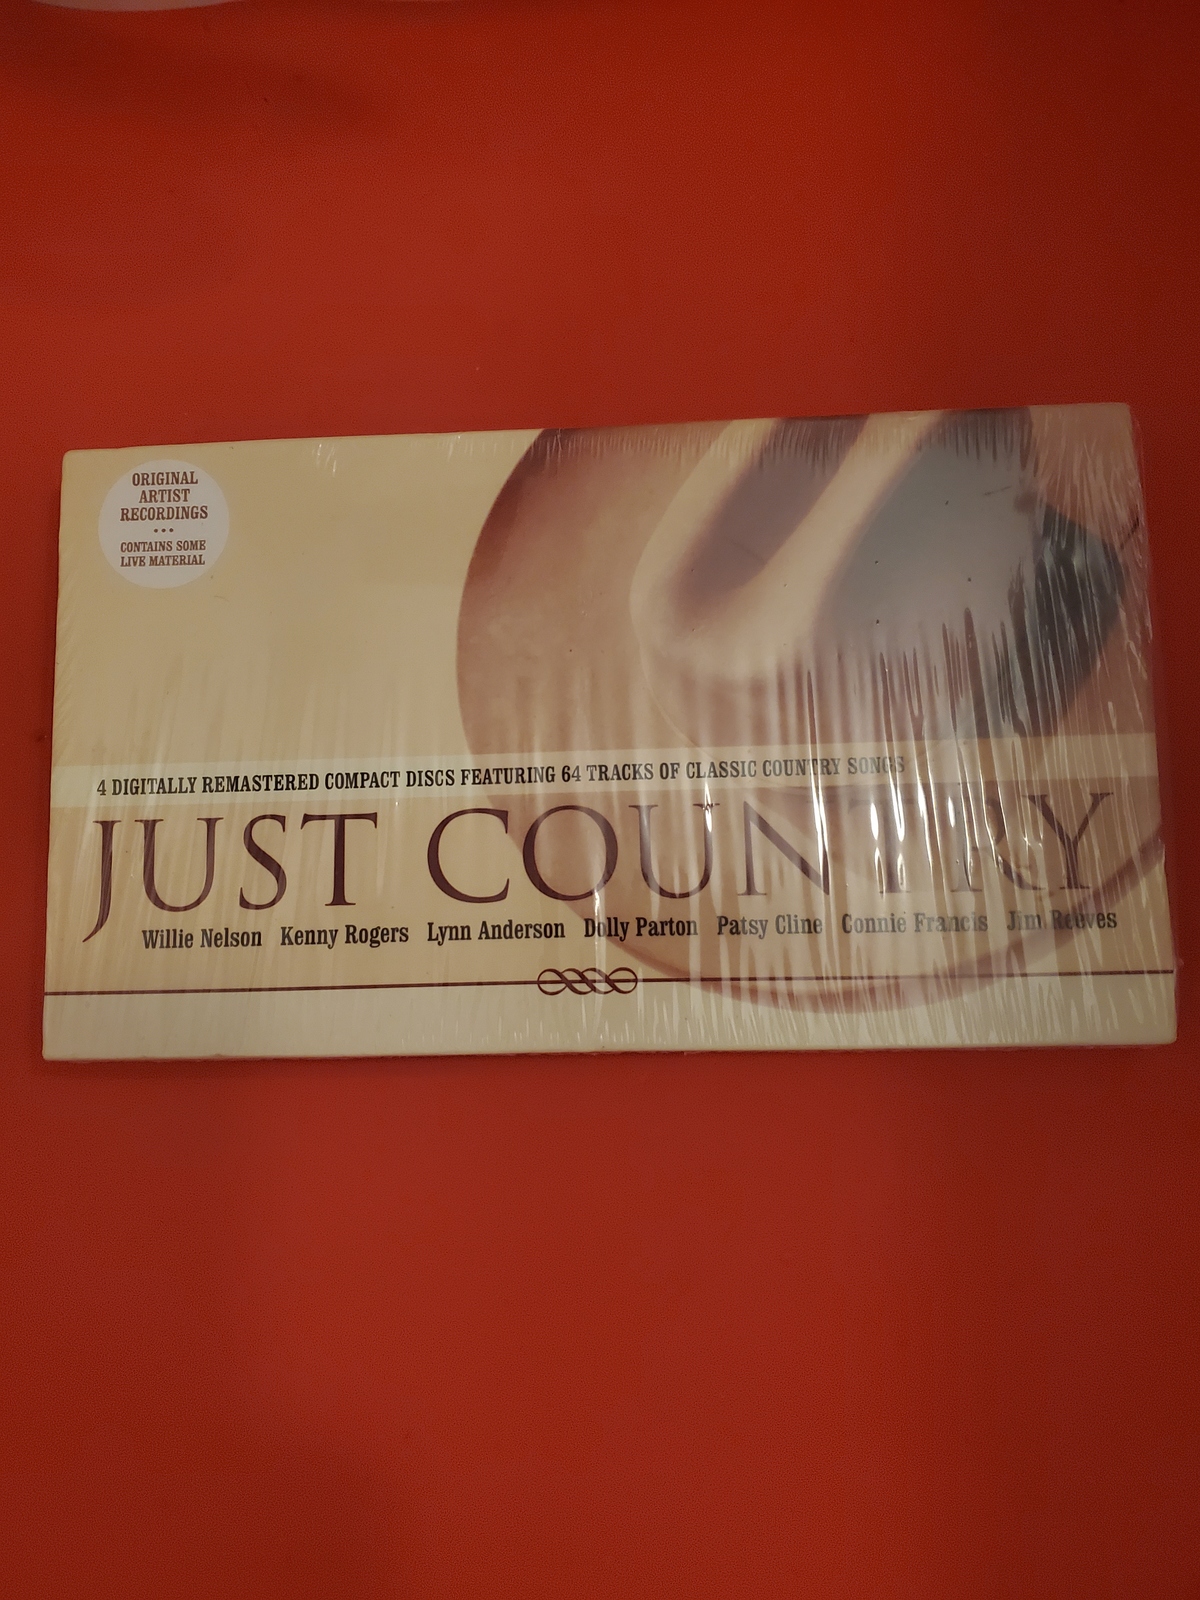 ORIGINAL
ARTIST
RECORDINGS
•••
CONTAINS SOME
LIVE MATERIAL
4 DIGITALLY REMASTERED COMPACT DISCS FEATURING 64 TRACKS OF CLASSIC COUNTRY SONGS
JUST COUNTRY
Willie Nelson Kenny Rogers Lynn Anderson Dolly Parton Patsy Cline Connie Francis Jim Reeves